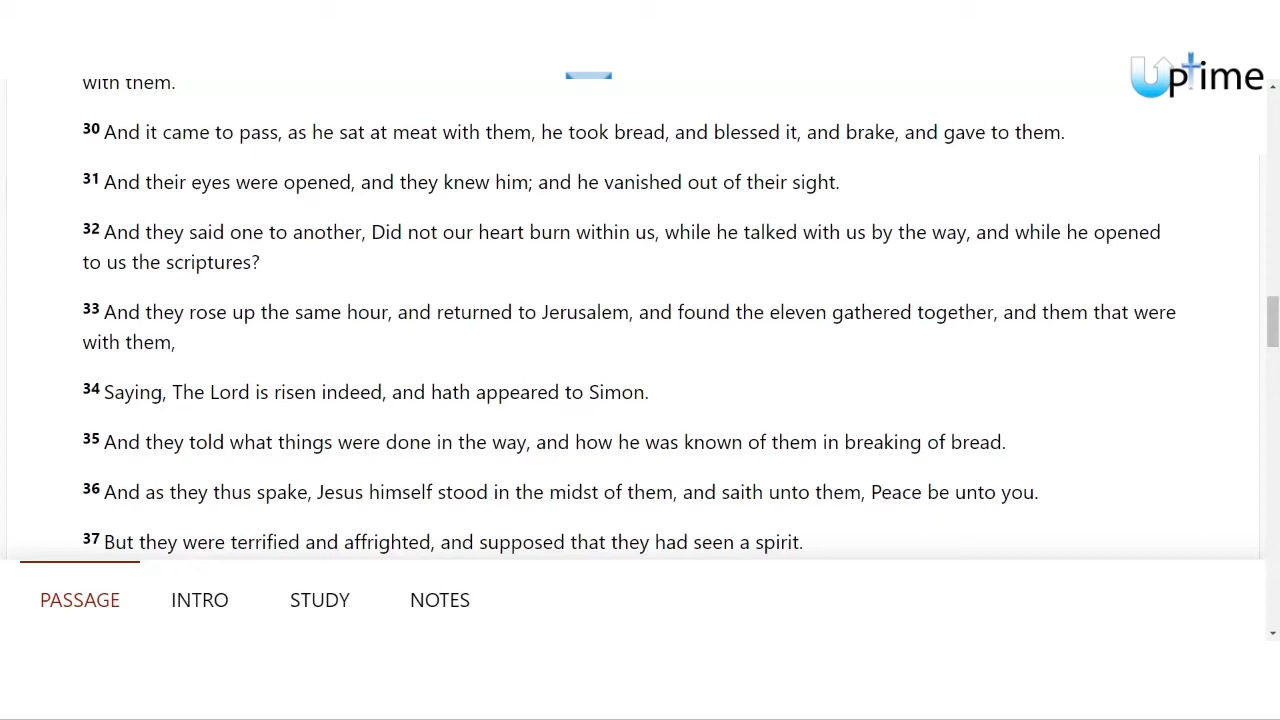 Uptime
with them.
30 And it came to pass, as he sat at meat with them, he took bread, and blessed it, and brake, and gave to them.
31 And their eyes were opened, and they knew him; and he vanished out of their sight.
32 And they said one to another, Did not our heart burn within us, while he talked with us by the way, and while he opened
to us the scriptures?
33 And they rose up the same hour, and returned to Jerusalem, and found the eleven gathered together, and them that were
with them,
34 Saying, The Lord is risen indeed, and hath appeared to Simon.
35 And they told what things were done in the way, and how he was known of them in breaking of bread.
36 And as they thus spake, Jesus himself stood in the midst of them, and saith unto them, Peace be unto you.
37 But they were terrified and affrighted, and supposed that they had seen a spirit.
PASSAGE INTRO STUDY NOTES